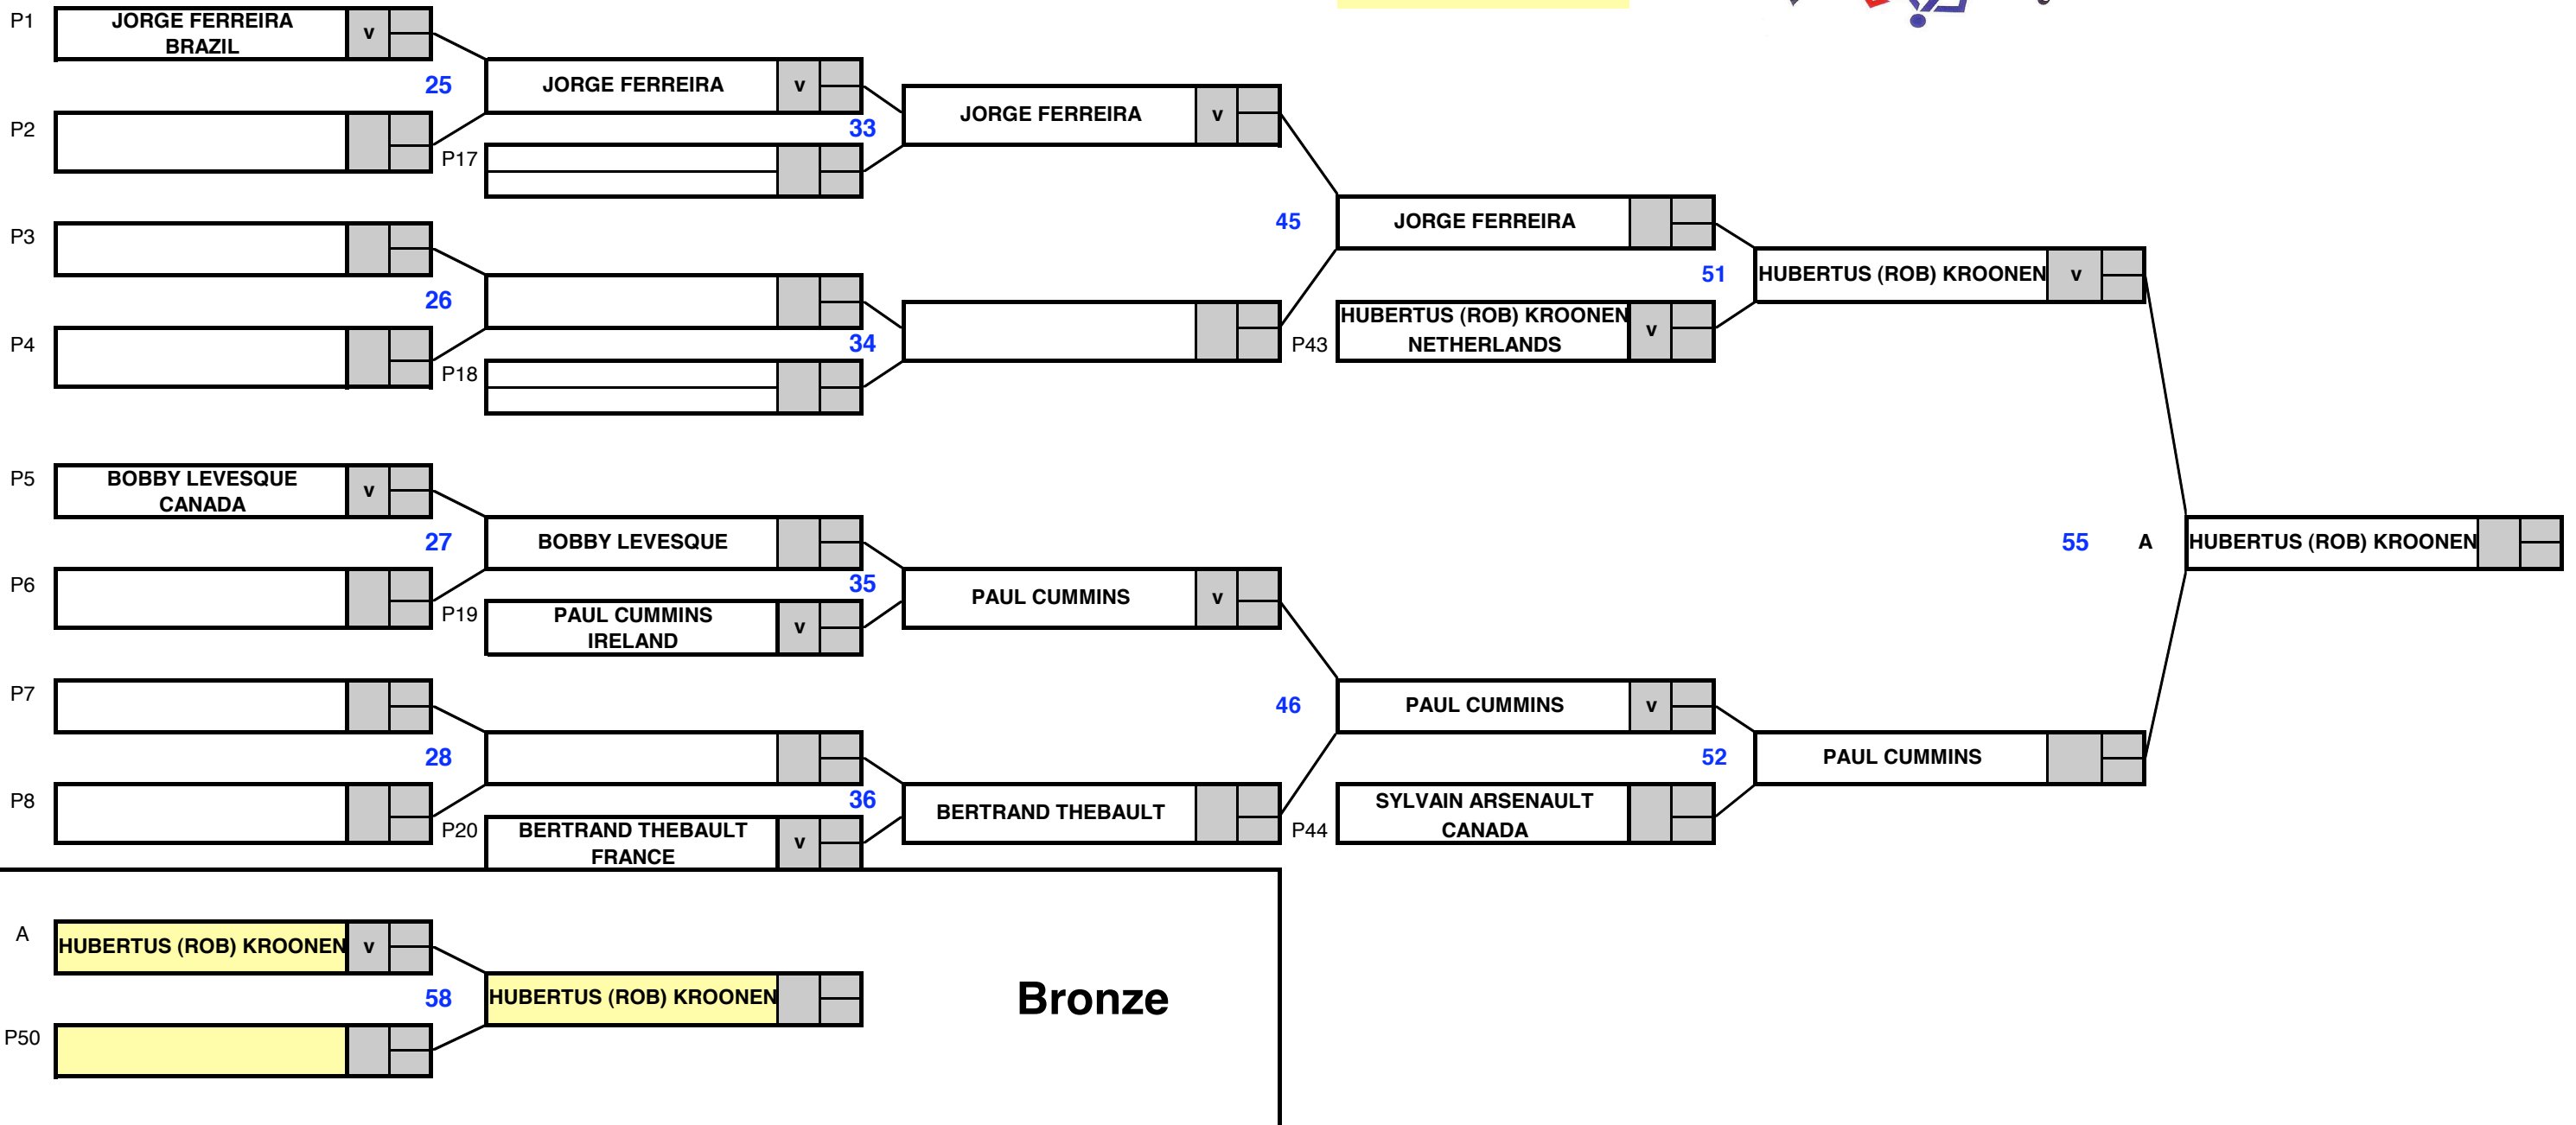 P1
JORGE FERREIRA
BRAZIL
v
25
JORGE FERREIRA
v
33
JORGE FERREIRA
v
P2
P17
P3
45
JORGE FERREIRA
26
51
HUBERTUS (ROB) KROONEN
v
P4
P18
34
P43
HUBERTUS (ROB) KROONEN
NETHERLANDS
v
P5
BOBBY LEVESQUE
CANADA
v
27
BOBBY LEVESQUE
35
PAUL CUMMINS
v
55
A
HUBERTUS (ROB) KROONEN
P6
P19
PAUL CUMMINS
IRELAND
v
P7
46
PAUL CUMMINS
v
28
52
PAUL CUMMINS
P8
P20
BERTRAND THEBAULT
FRANCE
v
36
BERTRAND THEBAULT
P44
SYLVAIN ARSENAULT
CANADA
A
HUBERTUS (ROB) KROONEN
v
58
HUBERTUS (ROB) KROONEN
Bronze
P50